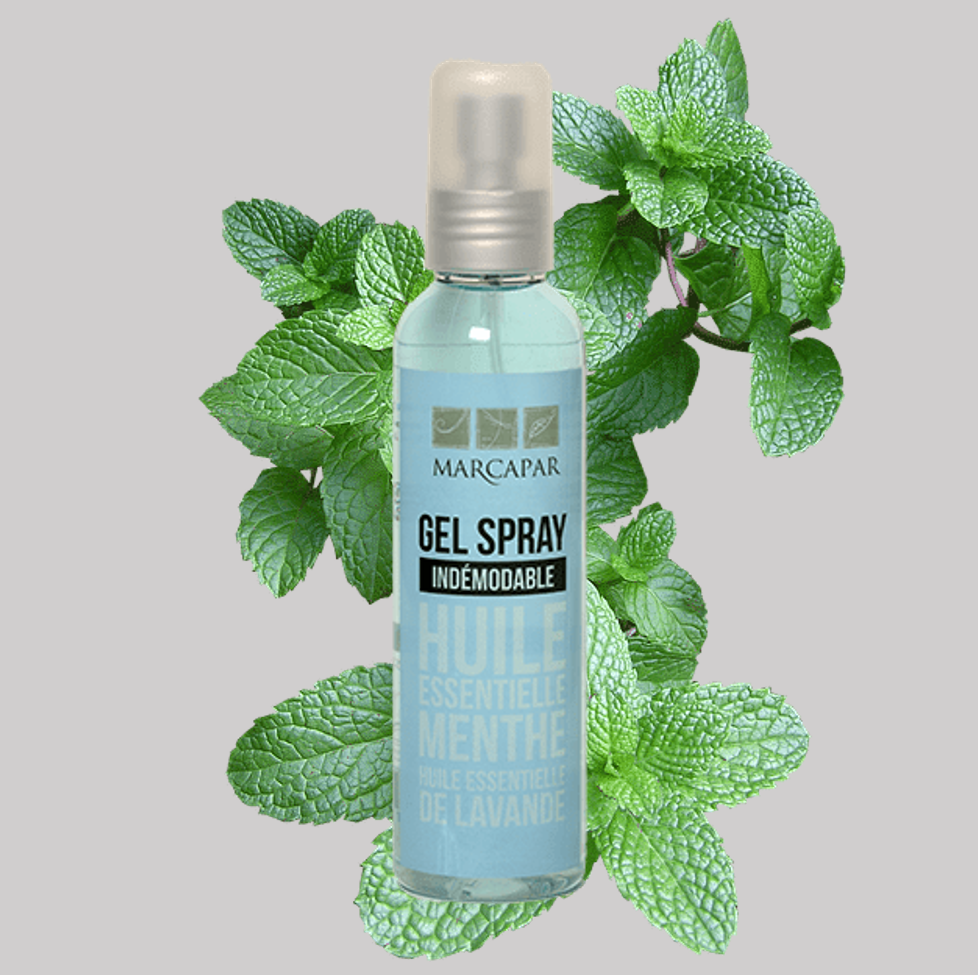 MARCAPAR
GEL SPRAY
INDÉMODABLE
HUILE
ESSENTIELLE
MENTHE
HUILE ESSENTIELLE
DE LAVANDE